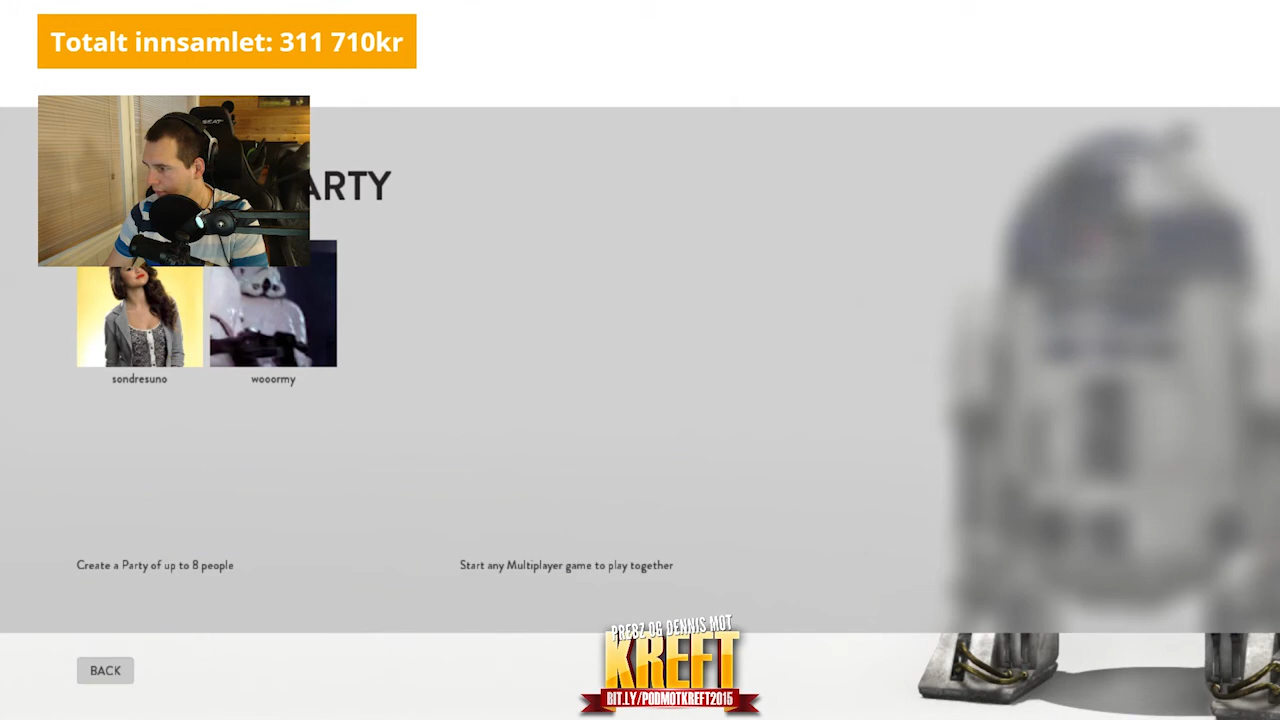 Totalt innsamlet: 311 710kr
ARTY
sondresuno
wooormy
Create a Party of up to 8 people
Start any Multiplayer game to play together
BACK
PREBZ OG DENNIS MOT
KREFT
BIT.LY/PODMOTKREFT2015